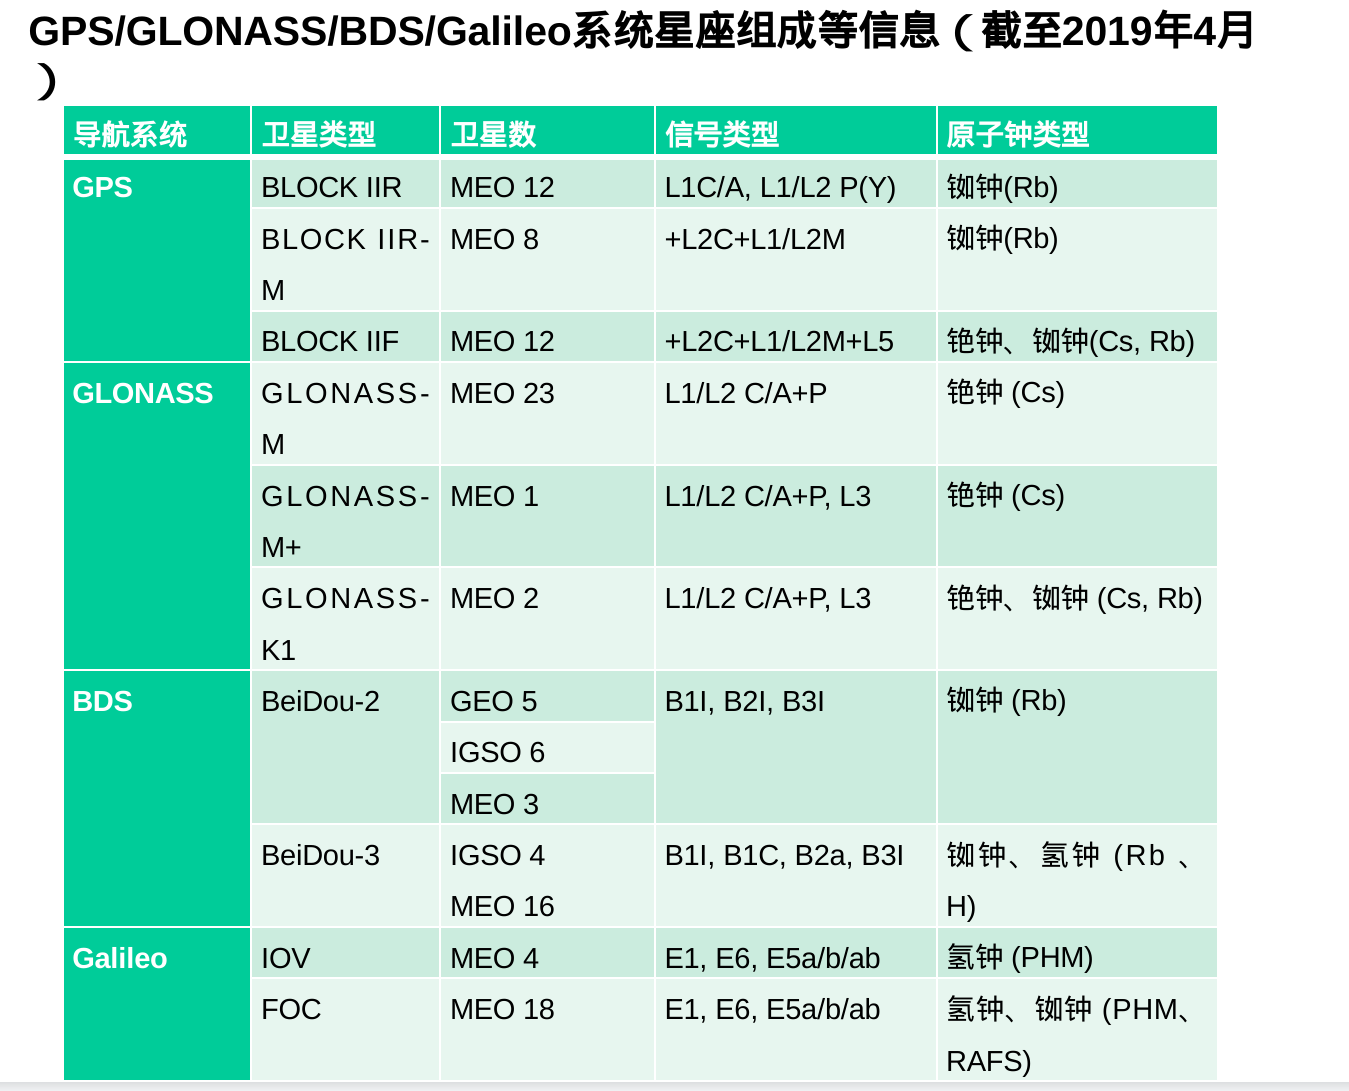 GPS/GLONASS/BDS/Galileo系统星座组成等信息（截至2019年4月
）
导航系统 卫星类型 卫星数 信号类型 原子钟类型
GPS BLOCK IIR MEO 12 L1C/A, L1/L2 P(Y) 铷钟(Rb)
BLOCK IIR- MEO 8 +L2C+L1/L2M 铷钟(Rb)
M
BLOCK IIF MEO 12 +L2C+L1/L2M+L5 铯钟、铷钟(Cs, Rb)
GLONASS GLONASS- MEO 23 L1/L2 C/A+P 铯钟 (Cs)
M
GLONASS- MEO 1 L1/L2 C/A+P, L3 铯钟 (Cs)
M+
GLONASS- MEO 2 L1/L2 C/A+P, L3 铯钟、铷钟 (Cs, Rb)
K1
BDS BeiDou-2 GEO 5 B1I, B2I, B3I 铷钟 (Rb)
IGSO 6
MEO 3
BeiDou-3 IGSO 4 B1I, B1C, B2a, B3I 铷钟、氢钟 (Rb 、
MEO 16 H)
Galileo IOV MEO 4 E1, E6, E5a/b/ab 氢钟 (PHM)
FOC MEO 18 E1, E6, E5a/b/ab 氢钟、铷钟 (PHM、
RAFS)